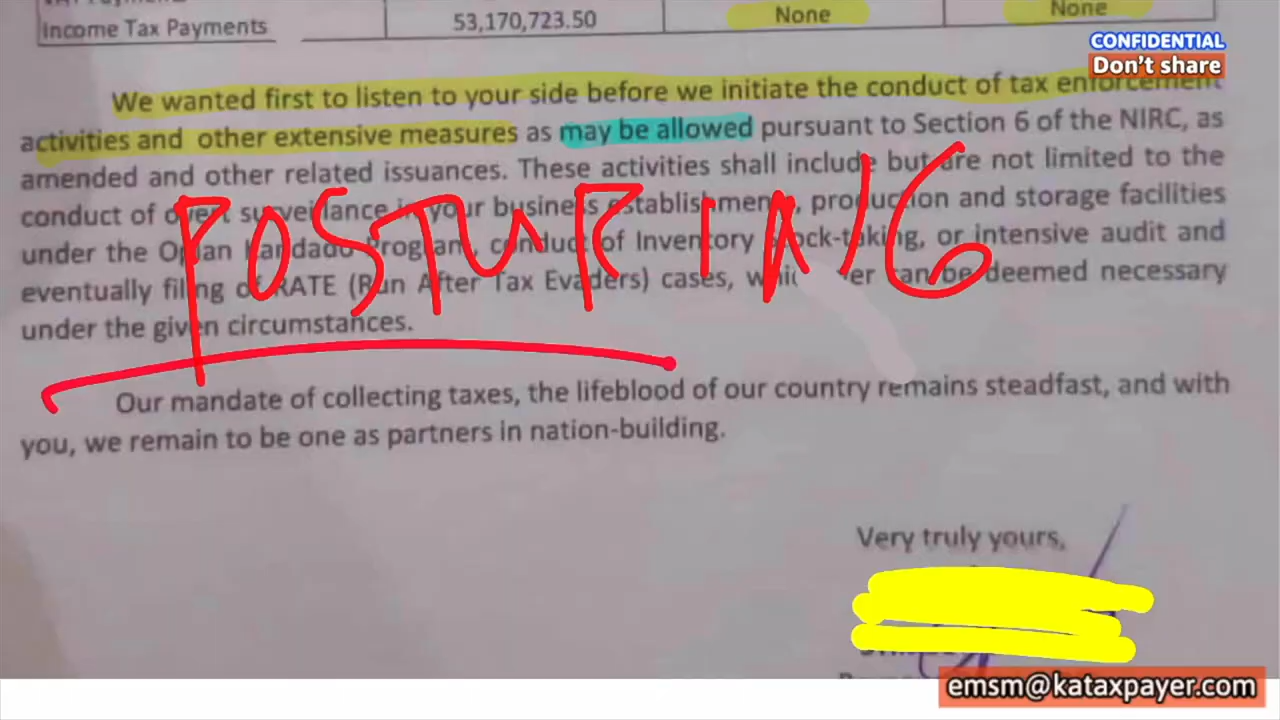 Income Tax Payments 53,170,723.50 None None
CONFIDENTIAL
Don't share
We wanted first to listen to your side before we initiate the conduct of tax enforcement
activities and other extensive measures as may be allowed pursuant to Section 6 of the NIRC, as
amended and other related issuances. These activities shall include but are not limited to the
conduct of overt surveillance in your business establishments, production and storage facilities
under the Oplan Kandado Program, conduct of Inventory Stock-taking, or intensive audit and
eventually filing of RATE (Run After Tax Evaders) cases, whichever can be deemed necessary
under the given circumstances.
POSTURING
Our mandate of collecting taxes, the lifeblood of our country remains steadfast, and with
you, we remain to be one as partners in nation-building.
Very truly yours,
emsm@kataxpayer.com